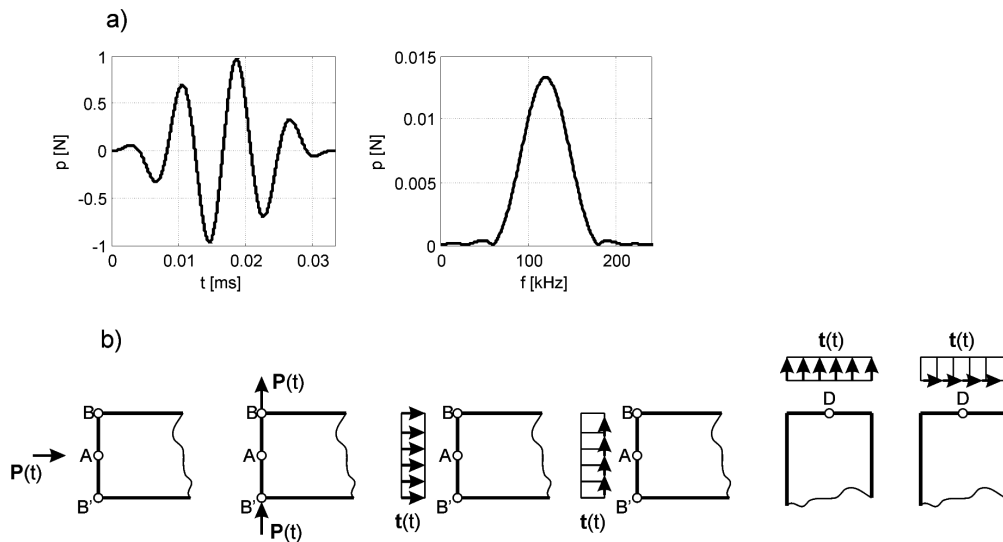 a)
1
0.5
0
-0.5
-1
p [N]
0 0.01 0.02 0.03
t [ms]
0.015
0.01
0.005
0
p [N]
0 100 200
f [kHz]
b)
P(t)
B
A
B'
P(t)
B
A
B'
P(t)
B
A
B'
t(t)
B
A
B'
t(t)
t(t)
D
t(t)
D